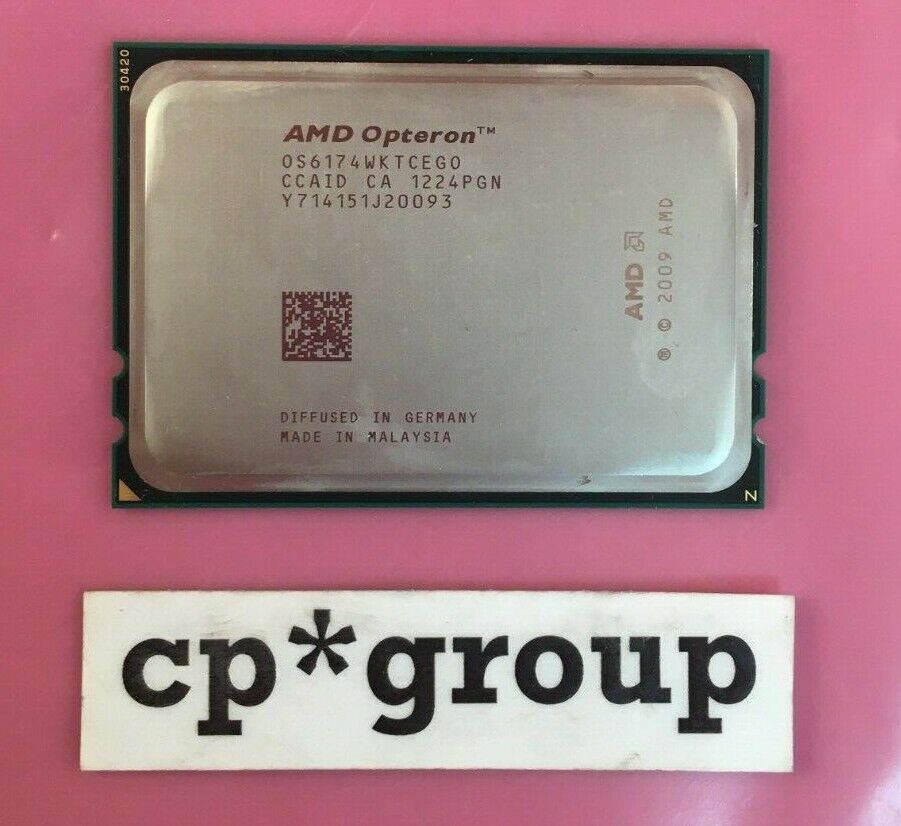 30420
AMD Opteron™
OS6174WKTCEGO
CCAID CA 1224PGN
Y714151J20093
AMD
ⓜ © 2009 AMD
DIFFUSED IN GERMANY
MADE IN MALAYSIA
Z
cp*group